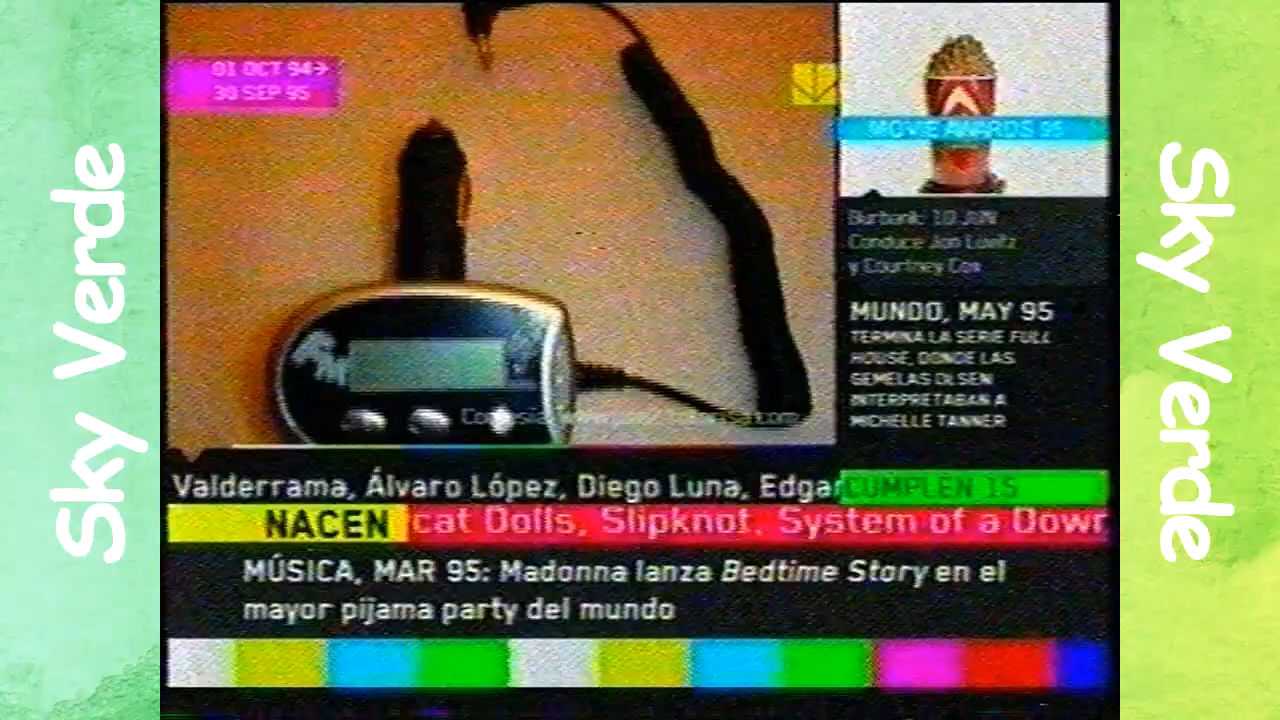 Sky Verde
01 OCT 94→
30 SEP 95
MOVIE AWARDS 95
Burbank: 10 JUN
Conduce Jon Lovitz
y Courtney Cox
MUNDO, MAY 95
TERMINA LA SERIE FULL
HOUSE, DONDE LAS
GEMELAS OLSEN
INTERPRETABAN A
MICHELLE TANNER
Valderrama, Álvaro López, Diego Luna, Edgar
CUMPLEN 15
NACEN
cat Dolls, Slipknot, System of a Down
MÚSICA, MAR 95: Madonna lanza Bedtime Story en el
mayor pijama party del mundo
Sky Verde